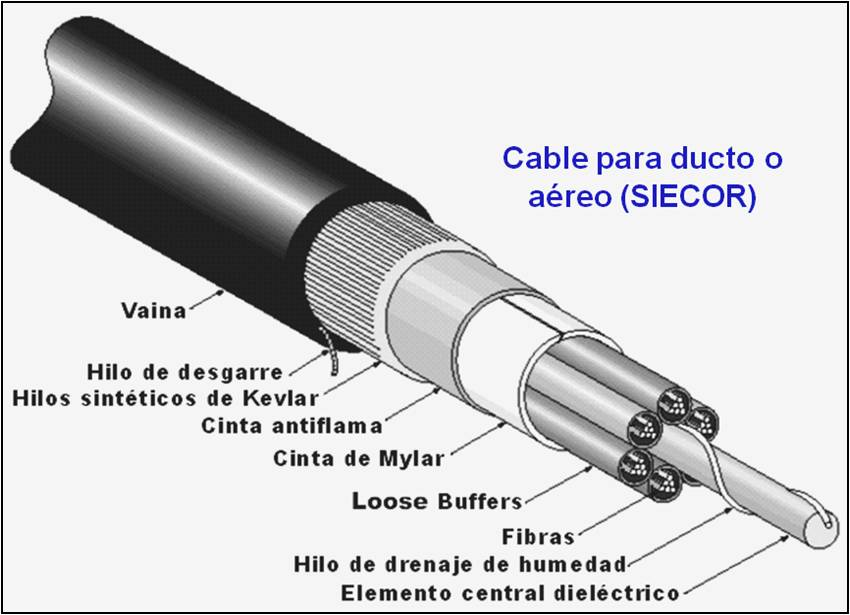 Cable para ducto o
aéreo (SIECOR)
Vaina
Hilo de desgarre
Hilos sintéticos de Kevlar
Cinta antiflama
Cinta de Mylar
Loose Buffers
Fibras
Hilo de drenaje de humedad
Elemento central dieléctrico